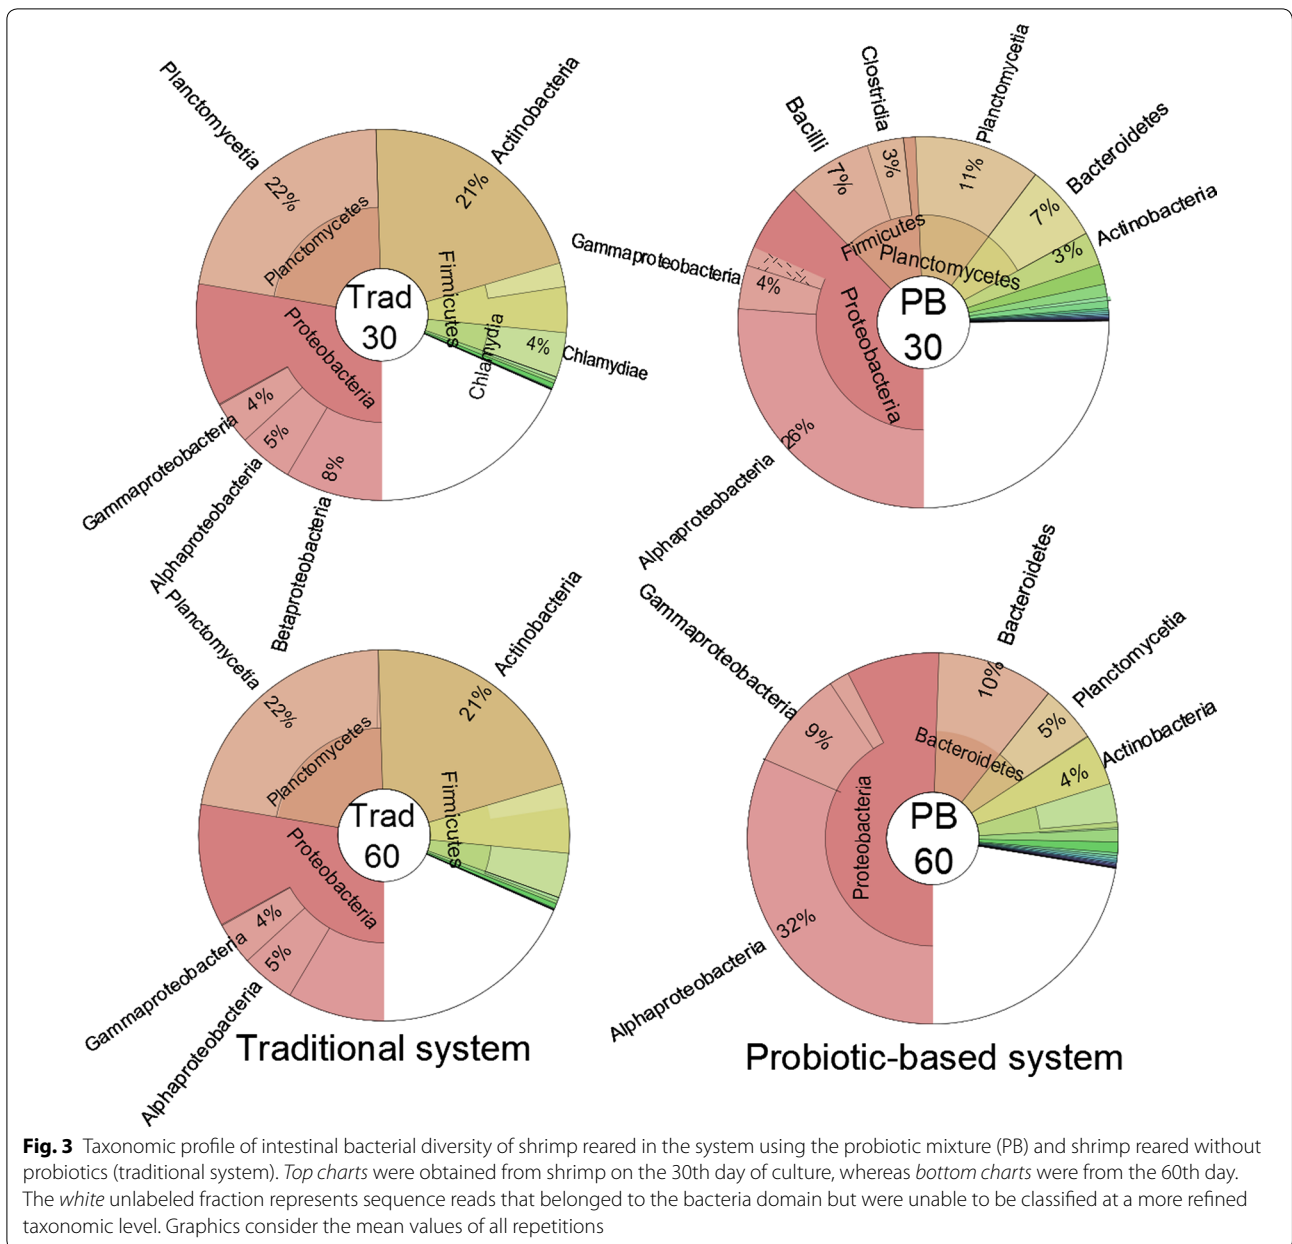 Planctomycetia
22%
Planctomycetes
Actinobacteria
21%
Firmicutes
Chlamydia
4%
Chlamydiae
Trad
30
Proteobacteria
4%
Gammaproteobacteria
5%
Alphaproteobacteria
8%
Betaproteobacteria
Bacilli
7%
Clostridia
3%
Firmicutes
Planctomycetia
11%
Planctomycetes
Bacteroidetes
7%
Actinobacteria
3%
Gammaproteobacteria
4%
PB
30
Proteobacteria
26%
Alphaproteobacteria
Planctomycetia
22%
Planctomycetes
Actinobacteria
21%
Firmicutes
Trad
60
Proteobacteria
4%
Gammaproteobacteria
5%
Alphaproteobacteria
Traditional system
Gammaproteobacteria
9%
Bacteroidetes
10%
Bacteroidetes
Planctomycetia
5%
Actinobacteria
4%
PB
60
Proteobacteria
32%
Alphaproteobacteria
Probiotic-based system
Fig. 3 Taxonomic profile of intestinal bacterial diversity of shrimp reared in the system using the probiotic mixture (PB) and shrimp reared without
probiotics (traditional system). Top charts were obtained from shrimp on the 30th day of culture, whereas bottom charts were from the 60th day.
The white unlabeled fraction represents sequence reads that belonged to the bacteria domain but were unable to be classified at a more refined
taxonomic level. Graphics consider the mean values of all repetitions